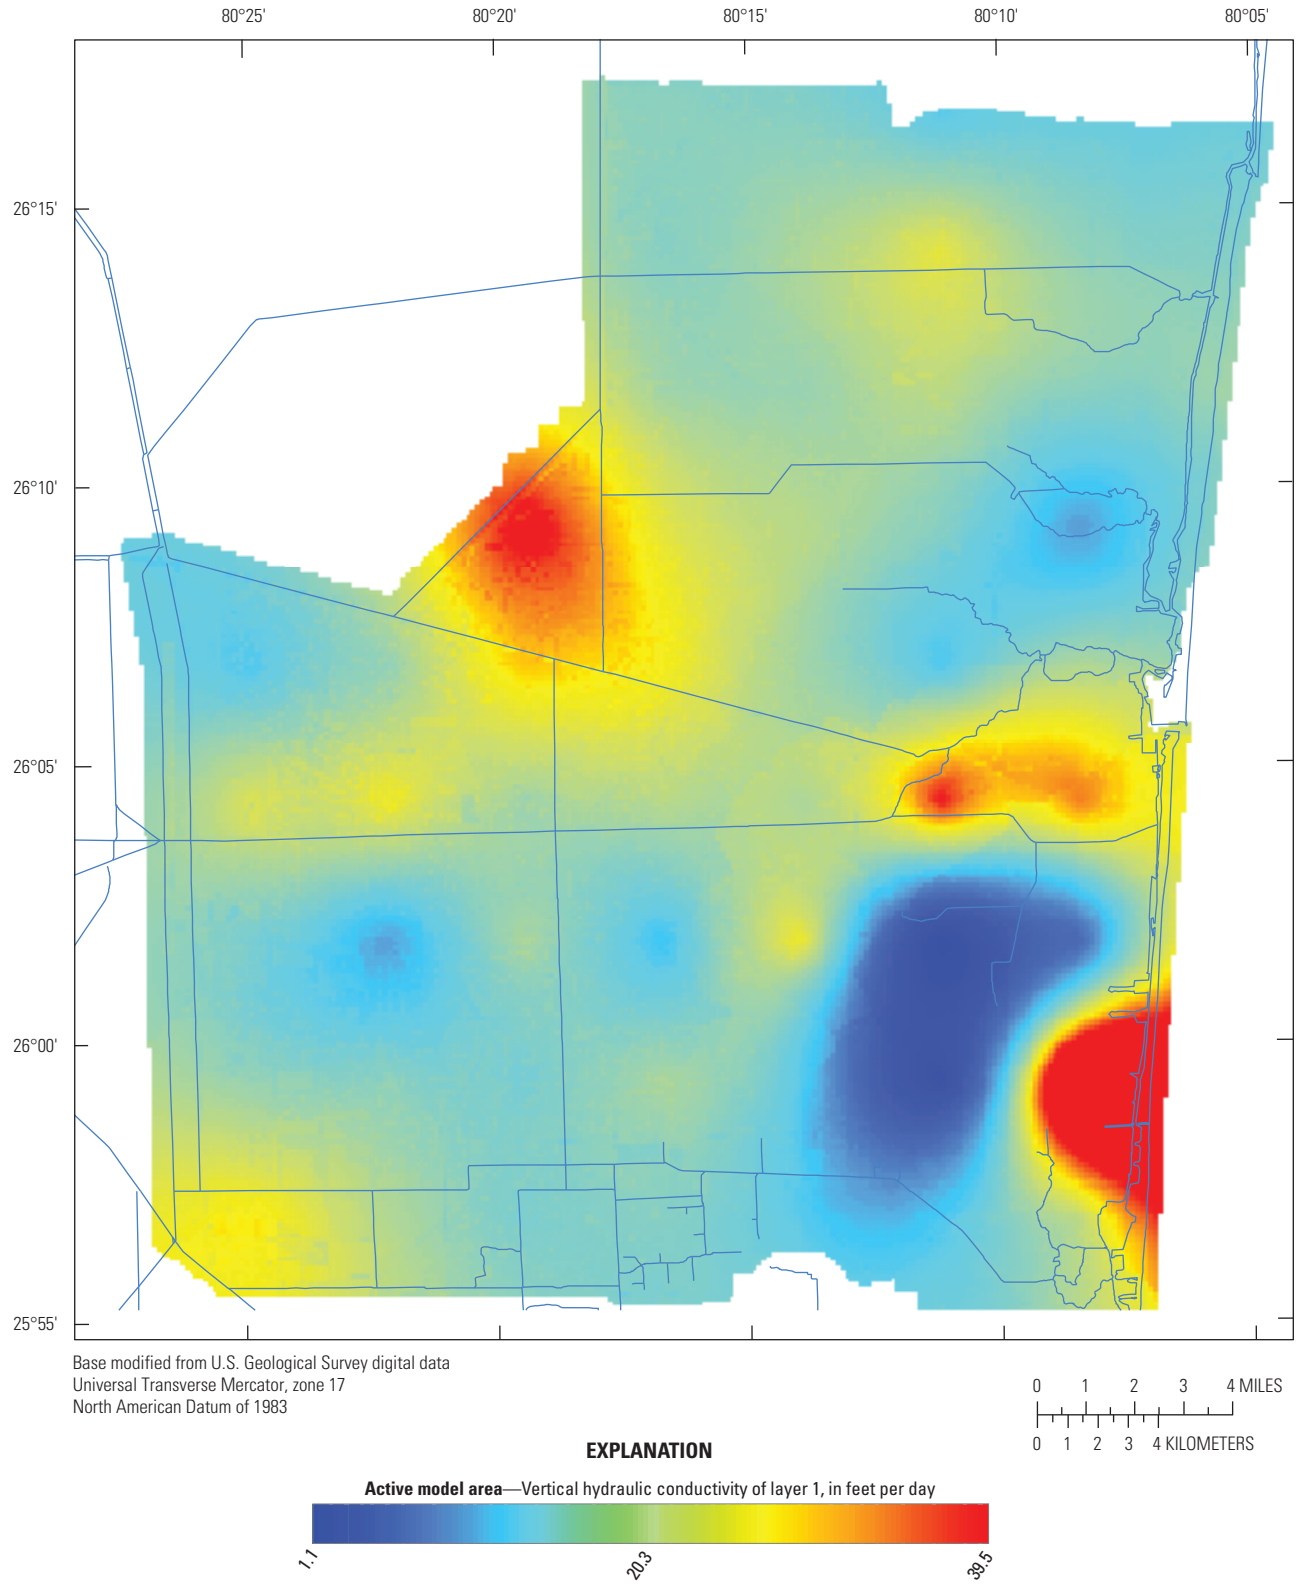 80°25' 80°20' 80°15' 80°10' 80°05'
26°15'
26°10'
26°05'
26°00'
25°55'
Base modified from U.S. Geological Survey digital data
Universal Transverse Mercator, zone 17
North American Datum of 1983
0 1 2 3 4 MILES
0 1 2 3 4 KILOMETERS
EXPLANATION
Active model area—Vertical hydraulic conductivity of layer 1, in feet per day
1.1 20.3 39.5